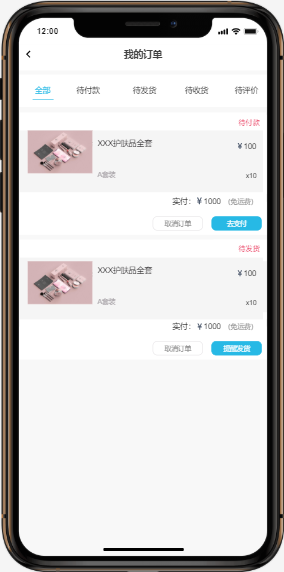 12:00
我的订单
全部 待付款 待发货 待收货 待评价
待付款
XXX护肤品全套 ￥100
A套装 x10
实付：￥1000 (免运费)
取消订单 去支付
待发货
XXX护肤品全套 ￥100
A套装 x10
实付：￥1000 (免运费)
取消订单 提醒发货